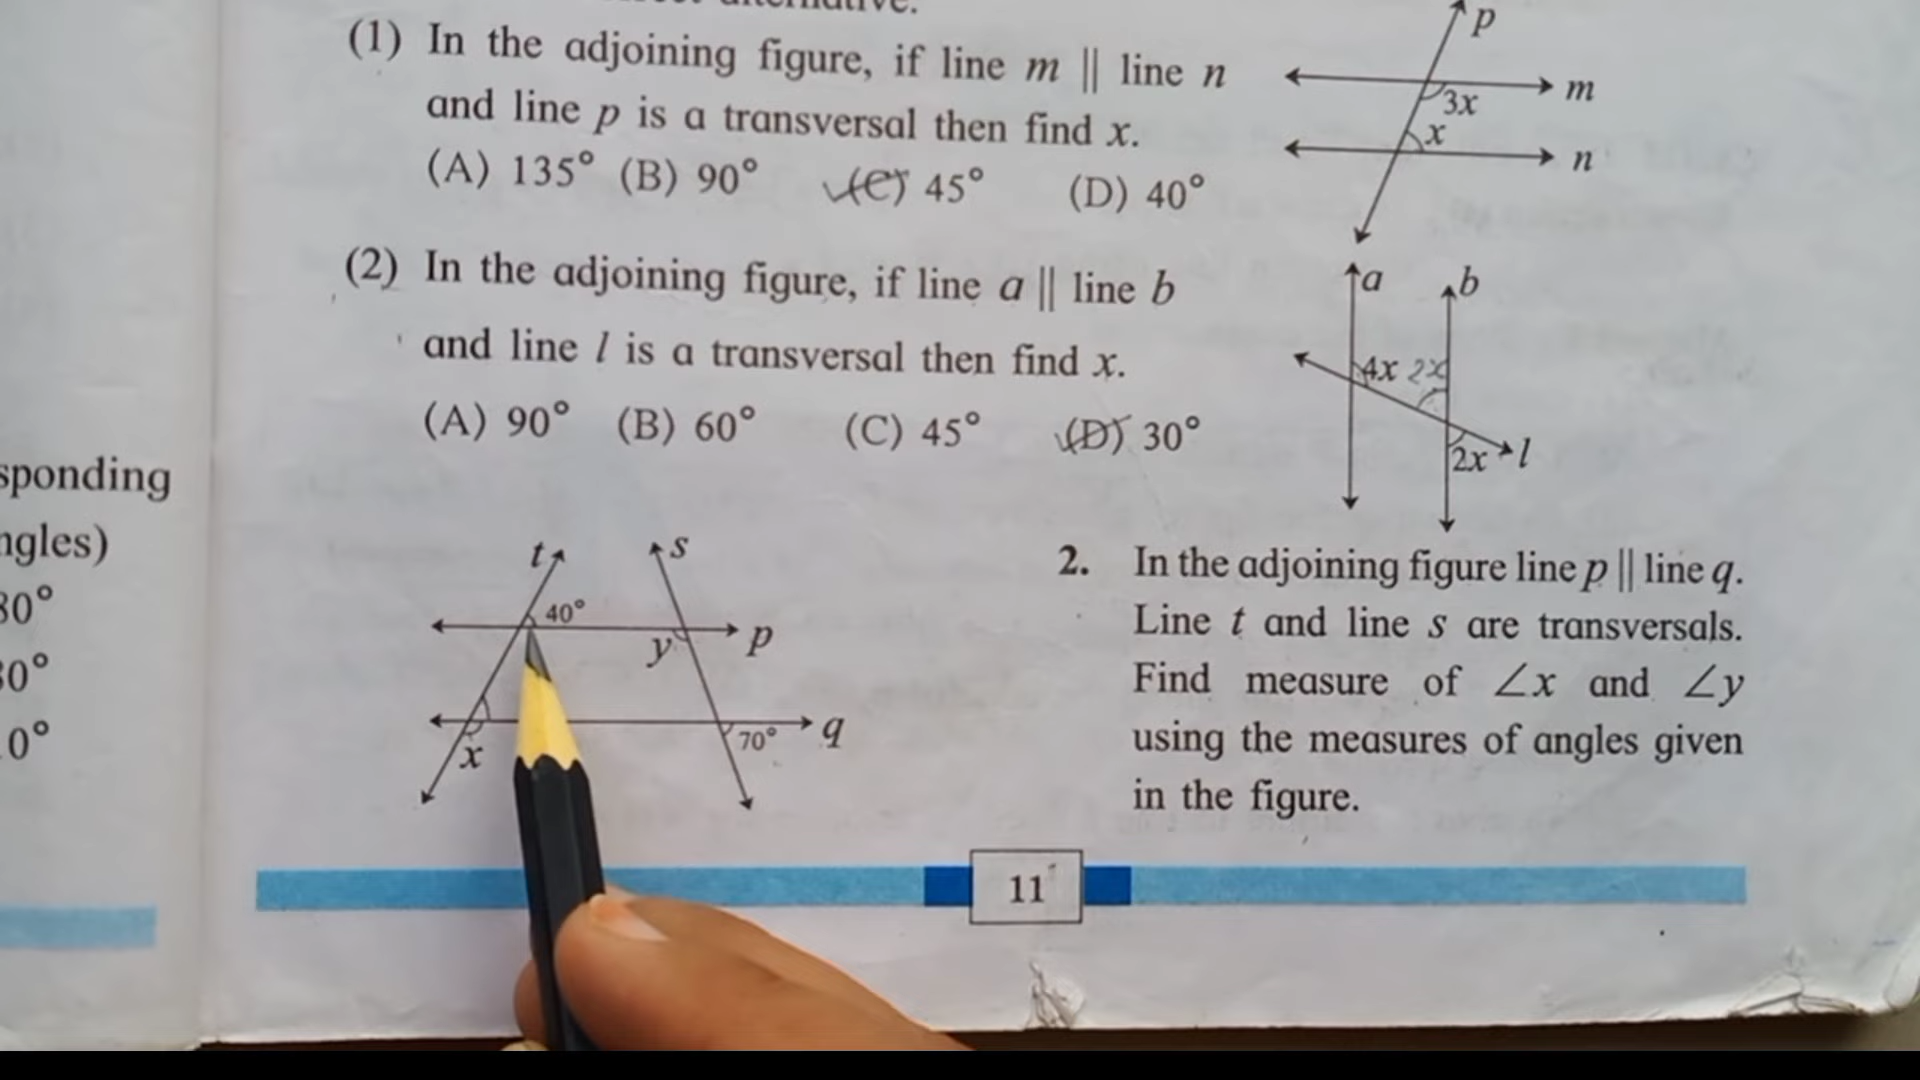 (1) In the adjoining figure, if line m || line n
and line p is a transversal then find x.
(A) 135° (B) 90° (C) 45° (D) 40°
p
m
3x
x
n
(2) In the adjoining figure, if line a || line b
and line l is a transversal then find x.
(A) 90° (B) 60° (C) 45° (D) 30°
a b
4x 2x
2x l
sponding
ngles)
30°
0°
0°
t s
40°
y p
x 70° q
2. In the adjoining figure line p || line q.
Line t and line s are transversals.
Find measure of ∠x and ∠y
using the measures of angles given
in the figure.
11